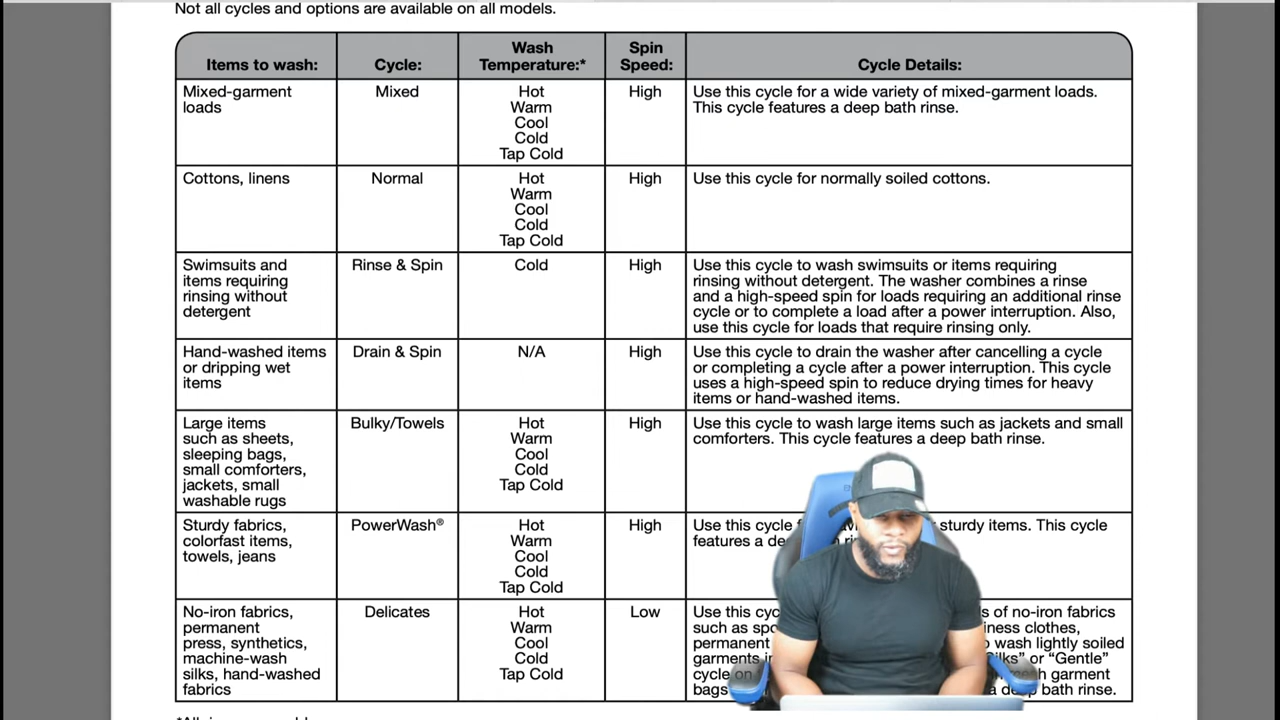 Not all cycles and options are available on all models.
Items to wash:
Cycle:
Wash
Temperature:*
Spin
Speed:
Cycle Details:
Mixed-garment
loads
Mixed
Hot
Warm
Cool
Cold
Tap Cold
High
Use this cycle for a wide variety of mixed-garment loads.
This cycle features a deep bath rinse.
Cottons, linens
Normal
Hot
Warm
Cool
Cold
Tap Cold
High
Use this cycle for normally soiled cottons.
Swimsuits and
items requiring
rinsing without
detergent
Rinse & Spin
Cold
High
Use this cycle to wash swimsuits or items requiring
rinsing without detergent. The washer combines a rinse
and a high-speed spin for loads requiring an additional rinse
cycle or to complete a load after a power interruption. Also,
use this cycle for loads that require rinsing only.
Hand-washed items
or dripping wet
items
Drain & Spin
N/A
High
Use this cycle to drain the washer after cancelling a cycle
or completing a cycle after a power interruption. This cycle
uses a high-speed spin to reduce drying times for heavy
items or hand-washed items.
Large items
such as sheets,
sleeping bags,
small comforters,
jackets, small
washable rugs
Bulky/Towels
Hot
Warm
Cool
Cold
Tap Cold
High
Use this cycle to wash large items such as jackets and small
comforters. This cycle features a deep bath rinse.
Sturdy fabrics,
colorfast items,
towels, jeans
PowerWash®
Hot
Warm
Cool
Cold
Tap Cold
High
Use this cycle sturdy items. This cycle
features a
No-iron fabrics,
permanent
press, synthetics,
machine-wash
silks, hand-washed
fabrics
Delicates
Hot
Warm
Cool
Cold
Tap Cold
Low
Use this of no-iron fabrics
such as clothes,
permanent wash lightly soiled
garments or “Gentle”
cycle on garment
bags bath rinse.